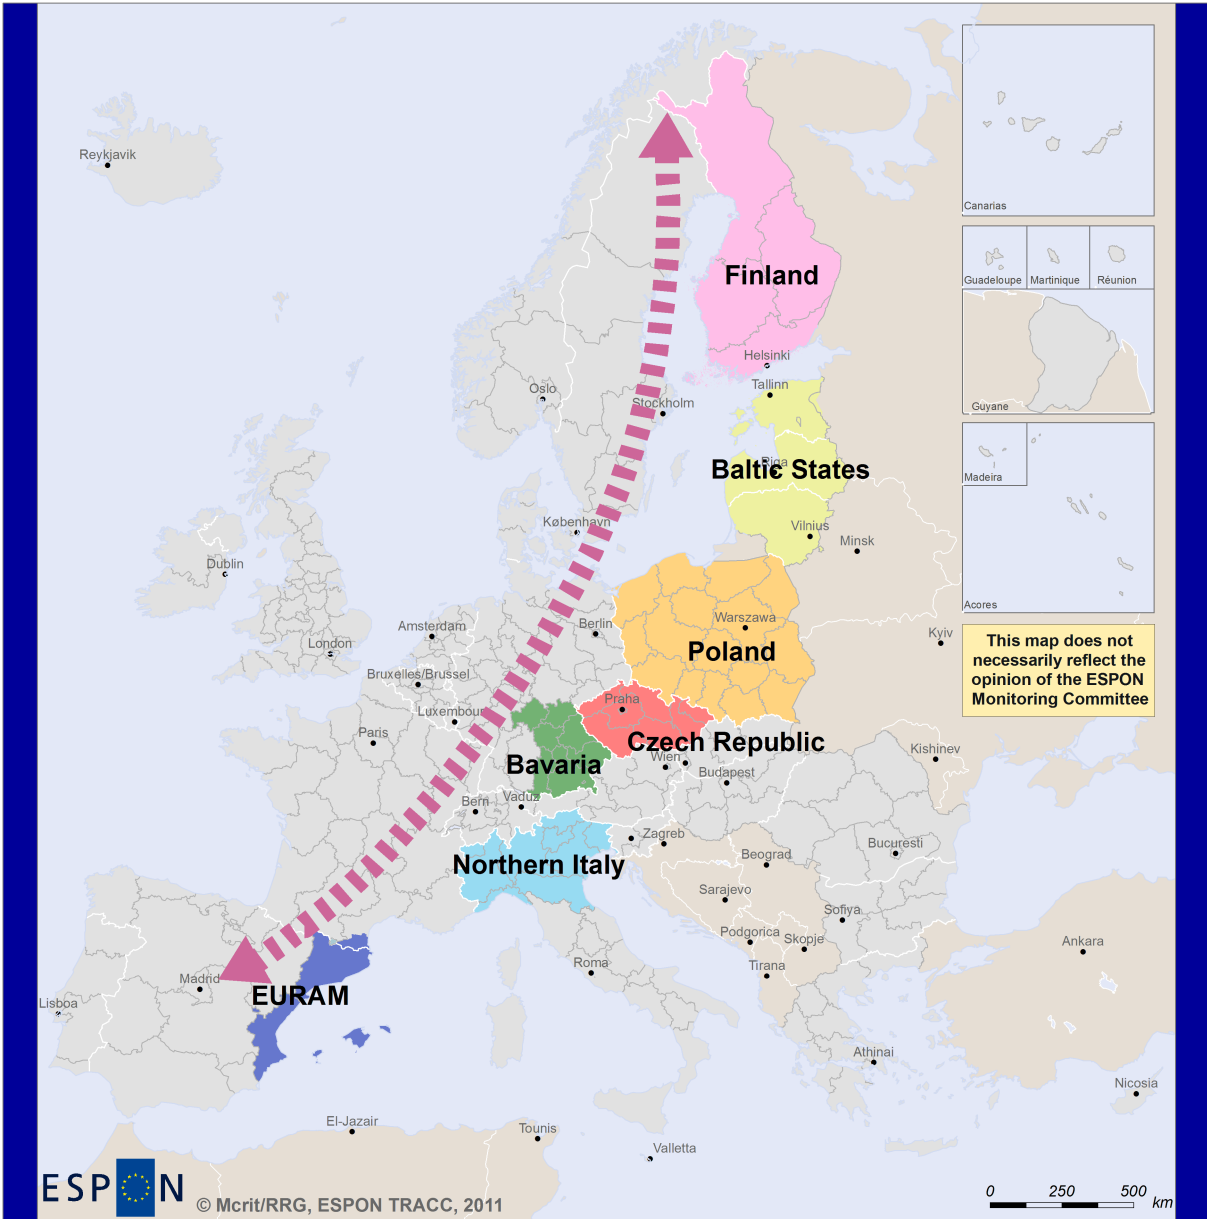 Reykjavik
Canarias
Guadeloupe
Martinique
Réunion
Finland
Guyane
Helsinki
Tallinn
Oslo
Stockholm
Riga
Baltic States
Madeira
København
Vilnius
Minsk
Dublin
Acores
Amsterdam
Berlin
Warszawa
Kyiv
London
Poland
This map does not
necessarily reflect the
opinion of the ESPON
Monitoring Committee
Bruxelles/Brussel
Praha
Luxembour
Paris
Czech Republic
Kishinev
Bavaria
Wien
Budapest
Bern
Vaduz
Zagreb
Bucuresti
Northern Italy
Beograd
Sarajevo
Sofiya
Podgorica
Skopje
Ankara
Roma
Tirana
Madrid
EURAM
Lisboa
Athinai
Nicosia
El-Jazair
Tounis
Valletta
ESPON
© Mcrit/RRG, ESPON TRACC, 2011
0 250 500 km